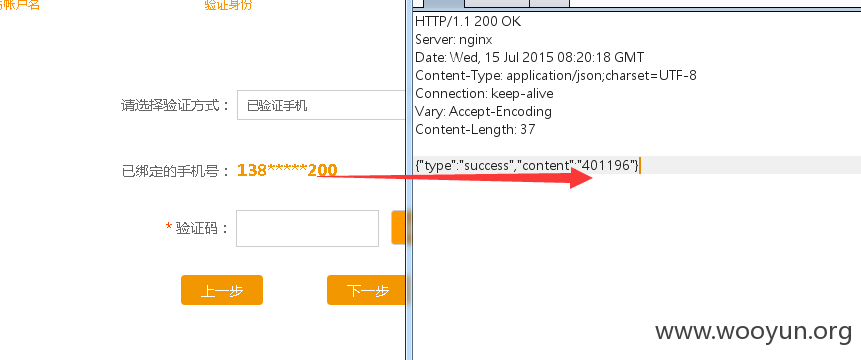 帐户名
验证身份
请选择验证方式：
已验证手机
已绑定的手机号：
138*****200
* 验证码：
上一步
下一步
HTTP/1.1 200 OK
Server: nginx
Date: Wed, 15 Jul 2015 08:20:18 GMT
Content-Type: application/json;charset=UTF-8
Connection: keep-alive
Vary: Accept-Encoding
Content-Length: 37
{"type":"success","content":"401196"}
www.wooyun.org